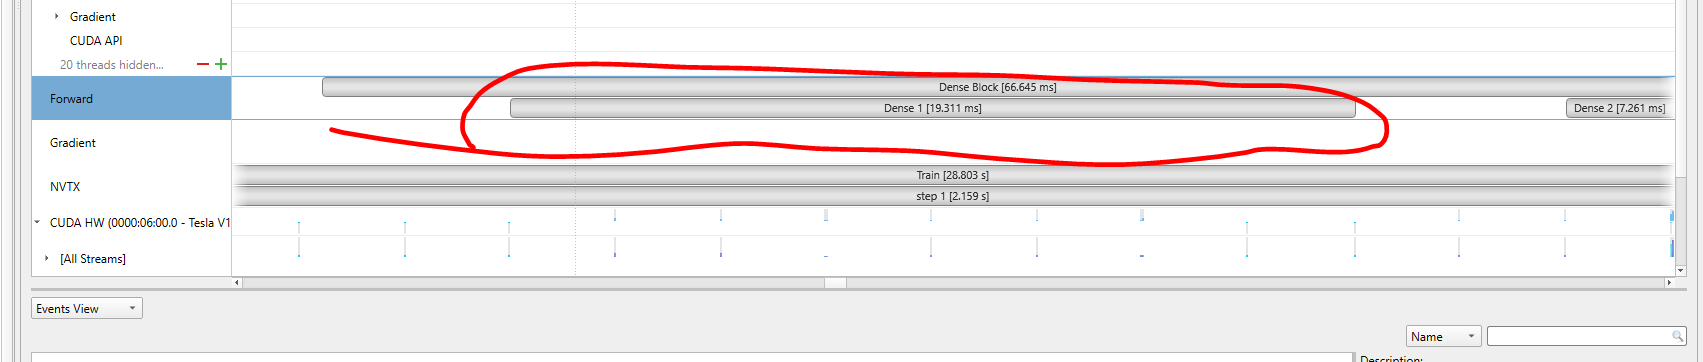 Gradient
CUDA API
20 threads hidden...
Forward
Dense Block [66.645 ms]
Dense 1 [19.311 ms]
Dense 2 [7.261 ms]
Gradient
NVTX
Train [28.803 s]
step 1 [2.159 s]
CUDA HW (0000:06:00.0 - Tesla V1
[All Streams]
Events View
Name
Description: